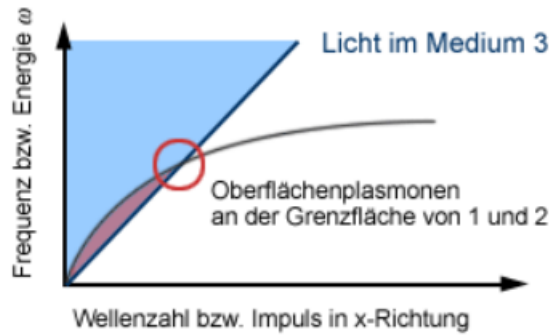 Frequenz bzw. Energie ω
Licht im Medium 3
Oberflächenplasmonen
an der Grenzfläche von 1 und 2
Wellenzahl bzw. Impuls in x-Richtung